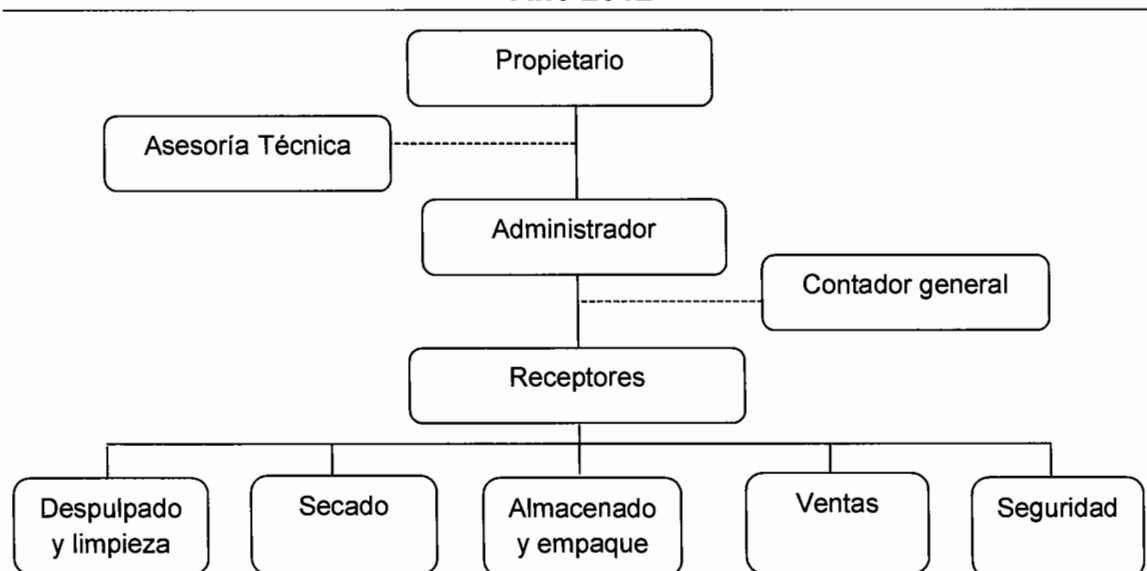 Propietario
Asesoría Técnica
Administrador
Contador general
Receptores
Despulpado
y limpieza
Secado
Almacenado
y empaque
Ventas
Seguridad